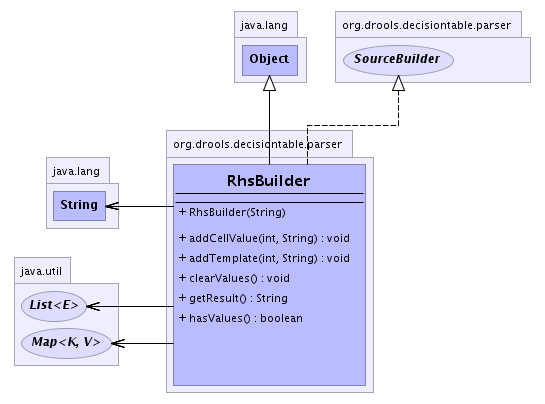 java.lang
Object
org.drools.decisiontable.parser
SourceBuilder
org.drools.decisiontable.parser
RhsBuilder
+ RhsBuilder(String)
+ addCellValue(int, String) : void
+ addTemplate(int, String) : void
+ clearValues() : void
+ getResult() : String
+ hasValues() : boolean
java.lang
String
java.util
List<E>
Map<K, V>